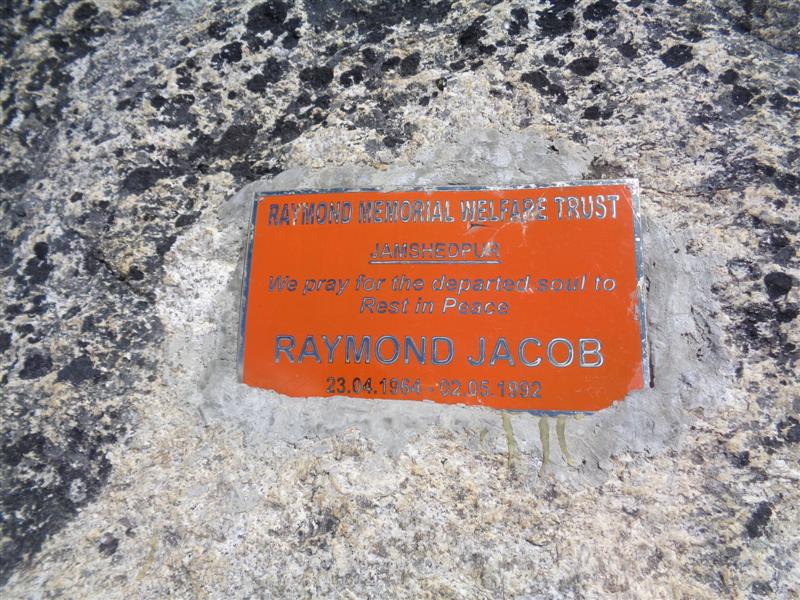 RAYMOND MEMORIAL WELFARE TRUST
JAMSHEDPUR
We pray for the departed soul to
Rest in Peace
RAYMOND JACOB
23.04.1964 - 02.05.1992